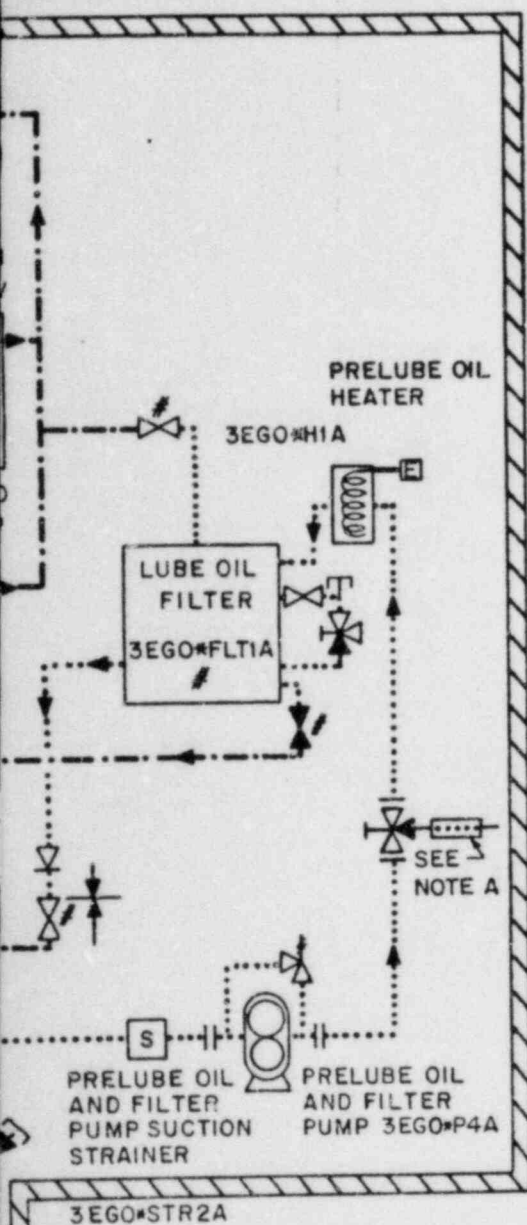 PRELUBE OIL
HEATER
3EGO*H1A
E
LUBE OIL
FILTER
3EGO*FLT1A
SEE
NOTE A
S
PRELUBE OIL
AND FILTER
PUMP SUCTION
STRAINER
PRELUBE OIL
AND FILTER
PUMP 3EGO*P4A
3EGO*STR2A